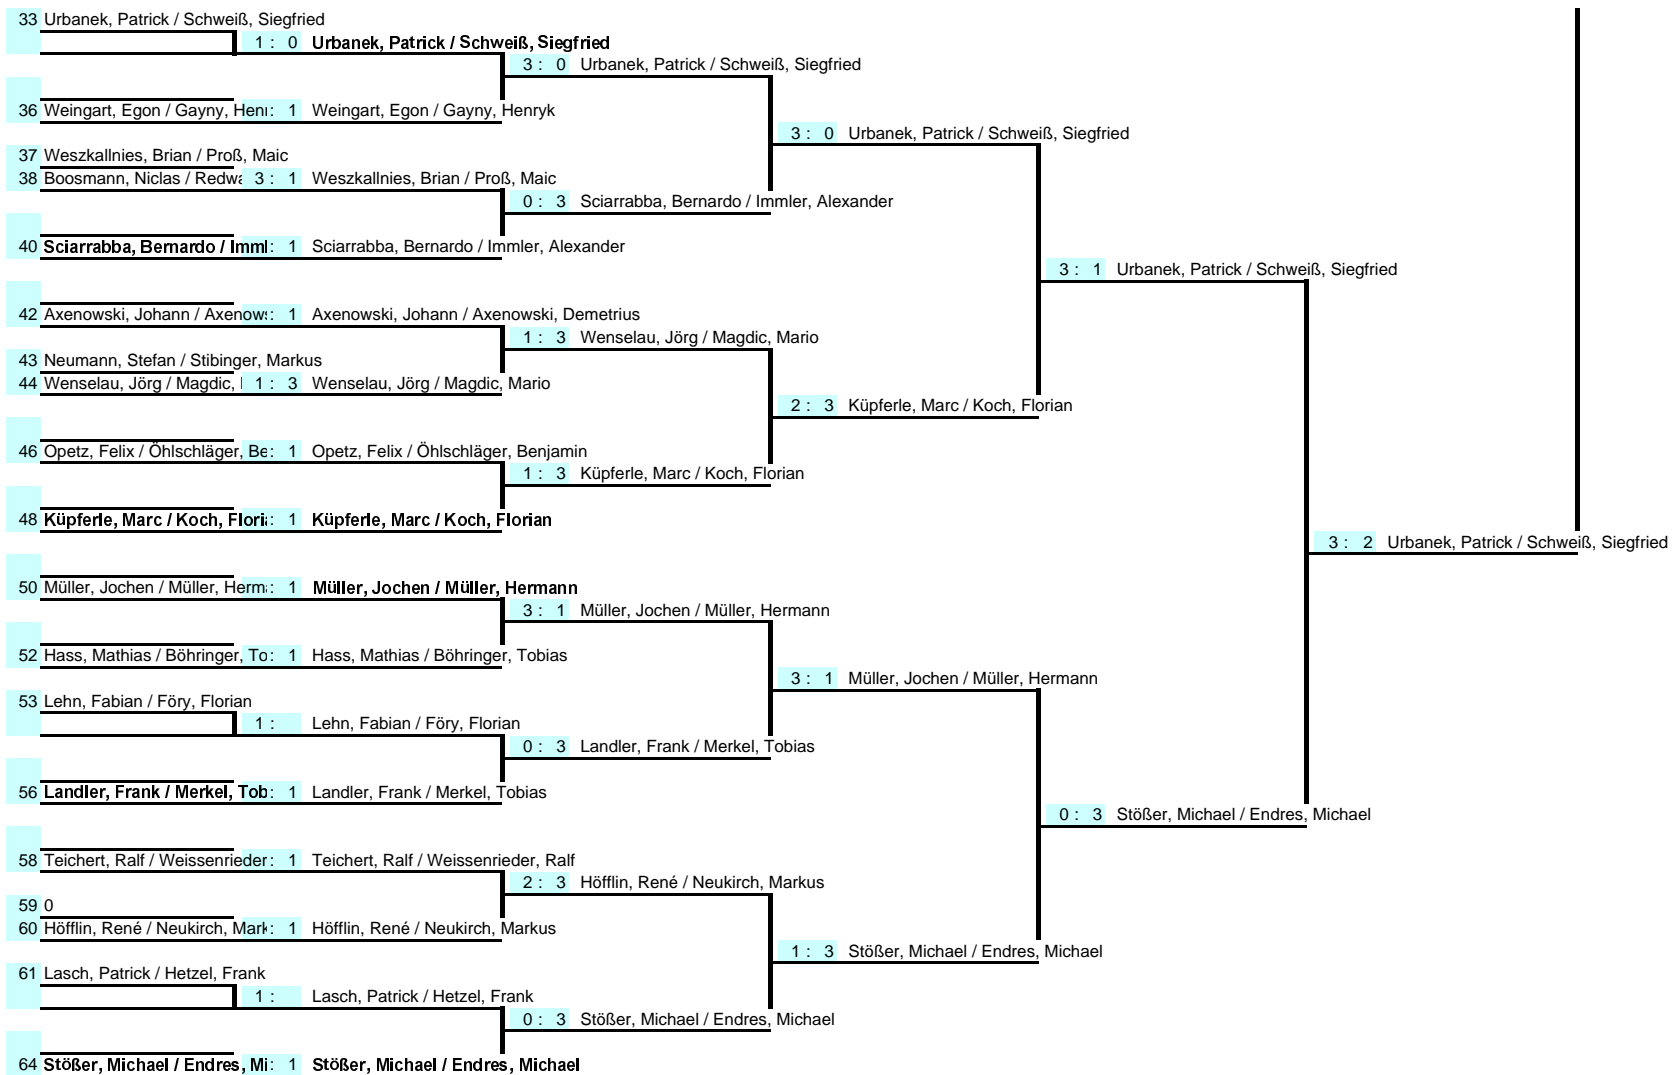 33 Urbanek, Patrick / Schweiß, Siegfried
1 : 0 Urbanek, Patrick / Schweiß, Siegfried
3 : 0 Urbanek, Patrick / Schweiß, Siegfried
36 Weingart, Egon / Gayny, Hen : 1 Weingart, Egon / Gayny, Henryk
3 : 0 Urbanek, Patrick / Schweiß, Siegfried
37 Weszkallnies, Brian / Proß, Maic
38 Boosmann, Niclas / Redwa 3 : 1 Weszkallnies, Brian / Proß, Maic
0 : 3 Sciarrabba, Bernardo / Immler, Alexander
40 Sciarrabba, Bernardo / Imml : 1 Sciarrabba, Bernardo / Immler, Alexander
3 : 1 Urbanek, Patrick / Schweiß, Siegfried
42 Axenowski, Johann / Axenows : 1 Axenowski, Johann / Axenowski, Demetrius
1 : 3 Wenselau, Jörg / Magdic, Mario
43 Neumann, Stefan / Stibinger, Markus
44 Wenselau, Jörg / Magdic, 1 : 3 Wenselau, Jörg / Magdic, Mario
2 : 3 Küpferle, Marc / Koch, Florian
46 Opetz, Felix / Öhlschläger, Be : 1 Opetz, Felix / Öhlschläger, Benjamin
1 : 3 Küpferle, Marc / Koch, Florian
48 Küpferle, Marc / Koch, Floria : 1 Küpferle, Marc / Koch, Florian
3 : 2 Urbanek, Patrick / Schweiß, Siegfried
50 Müller, Jochen / Müller, Herma : 1 Müller, Jochen / Müller, Hermann
3 : 1 Müller, Jochen / Müller, Hermann
52 Hass, Mathias / Böhringer, To : 1 Hass, Mathias / Böhringer, Tobias
3 : 1 Müller, Jochen / Müller, Hermann
53 Lehn, Fabian / Föry, Florian
1 : Lehn, Fabian / Föry, Florian
0 : 3 Landler, Frank / Merkel, Tobias
56 Landler, Frank / Merkel, Tob : 1 Landler, Frank / Merkel, Tobias
0 : 3 Stößer, Michael / Endres, Michael
58 Teichert, Ralf / Weissenrieder : 1 Teichert, Ralf / Weissenrieder, Ralf
2 : 3 Höfflin, René / Neukirch, Markus
59 0
60 Höfflin, René / Neukirch, Mark : 1 Höfflin, René / Neukirch, Markus
1 : 3 Stößer, Michael / Endres, Michael
61 Lasch, Patrick / Hetzel, Frank
1 : Lasch, Patrick / Hetzel, Frank
0 : 3 Stößer, Michael / Endres, Michael
64 Stößer, Michael / Endres, Mi : 1 Stößer, Michael / Endres, Michael